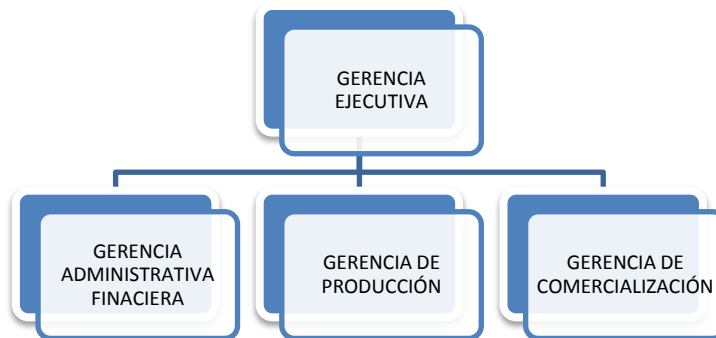 GERENCIA
EJECUTIVA
GERENCIA
ADMINISTRATIVA
FINACIERA
GERENCIA DE
PRODUCCIÓN
GERENCIA DE
COMERCIALIZACIÓN